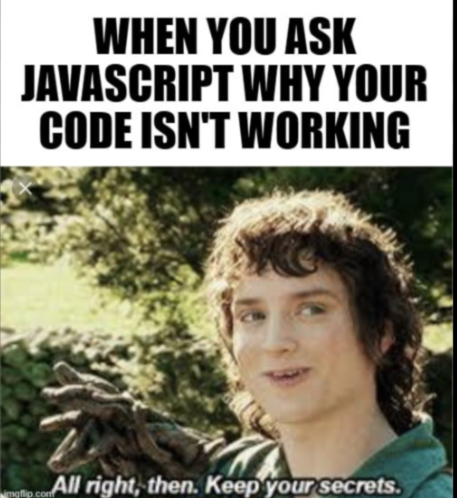 WHEN YOU ASK
JAVASCRIPT WHY YOUR
CODE ISN'T WORKING
All right, then. Keep your secrets.
imgflip.com